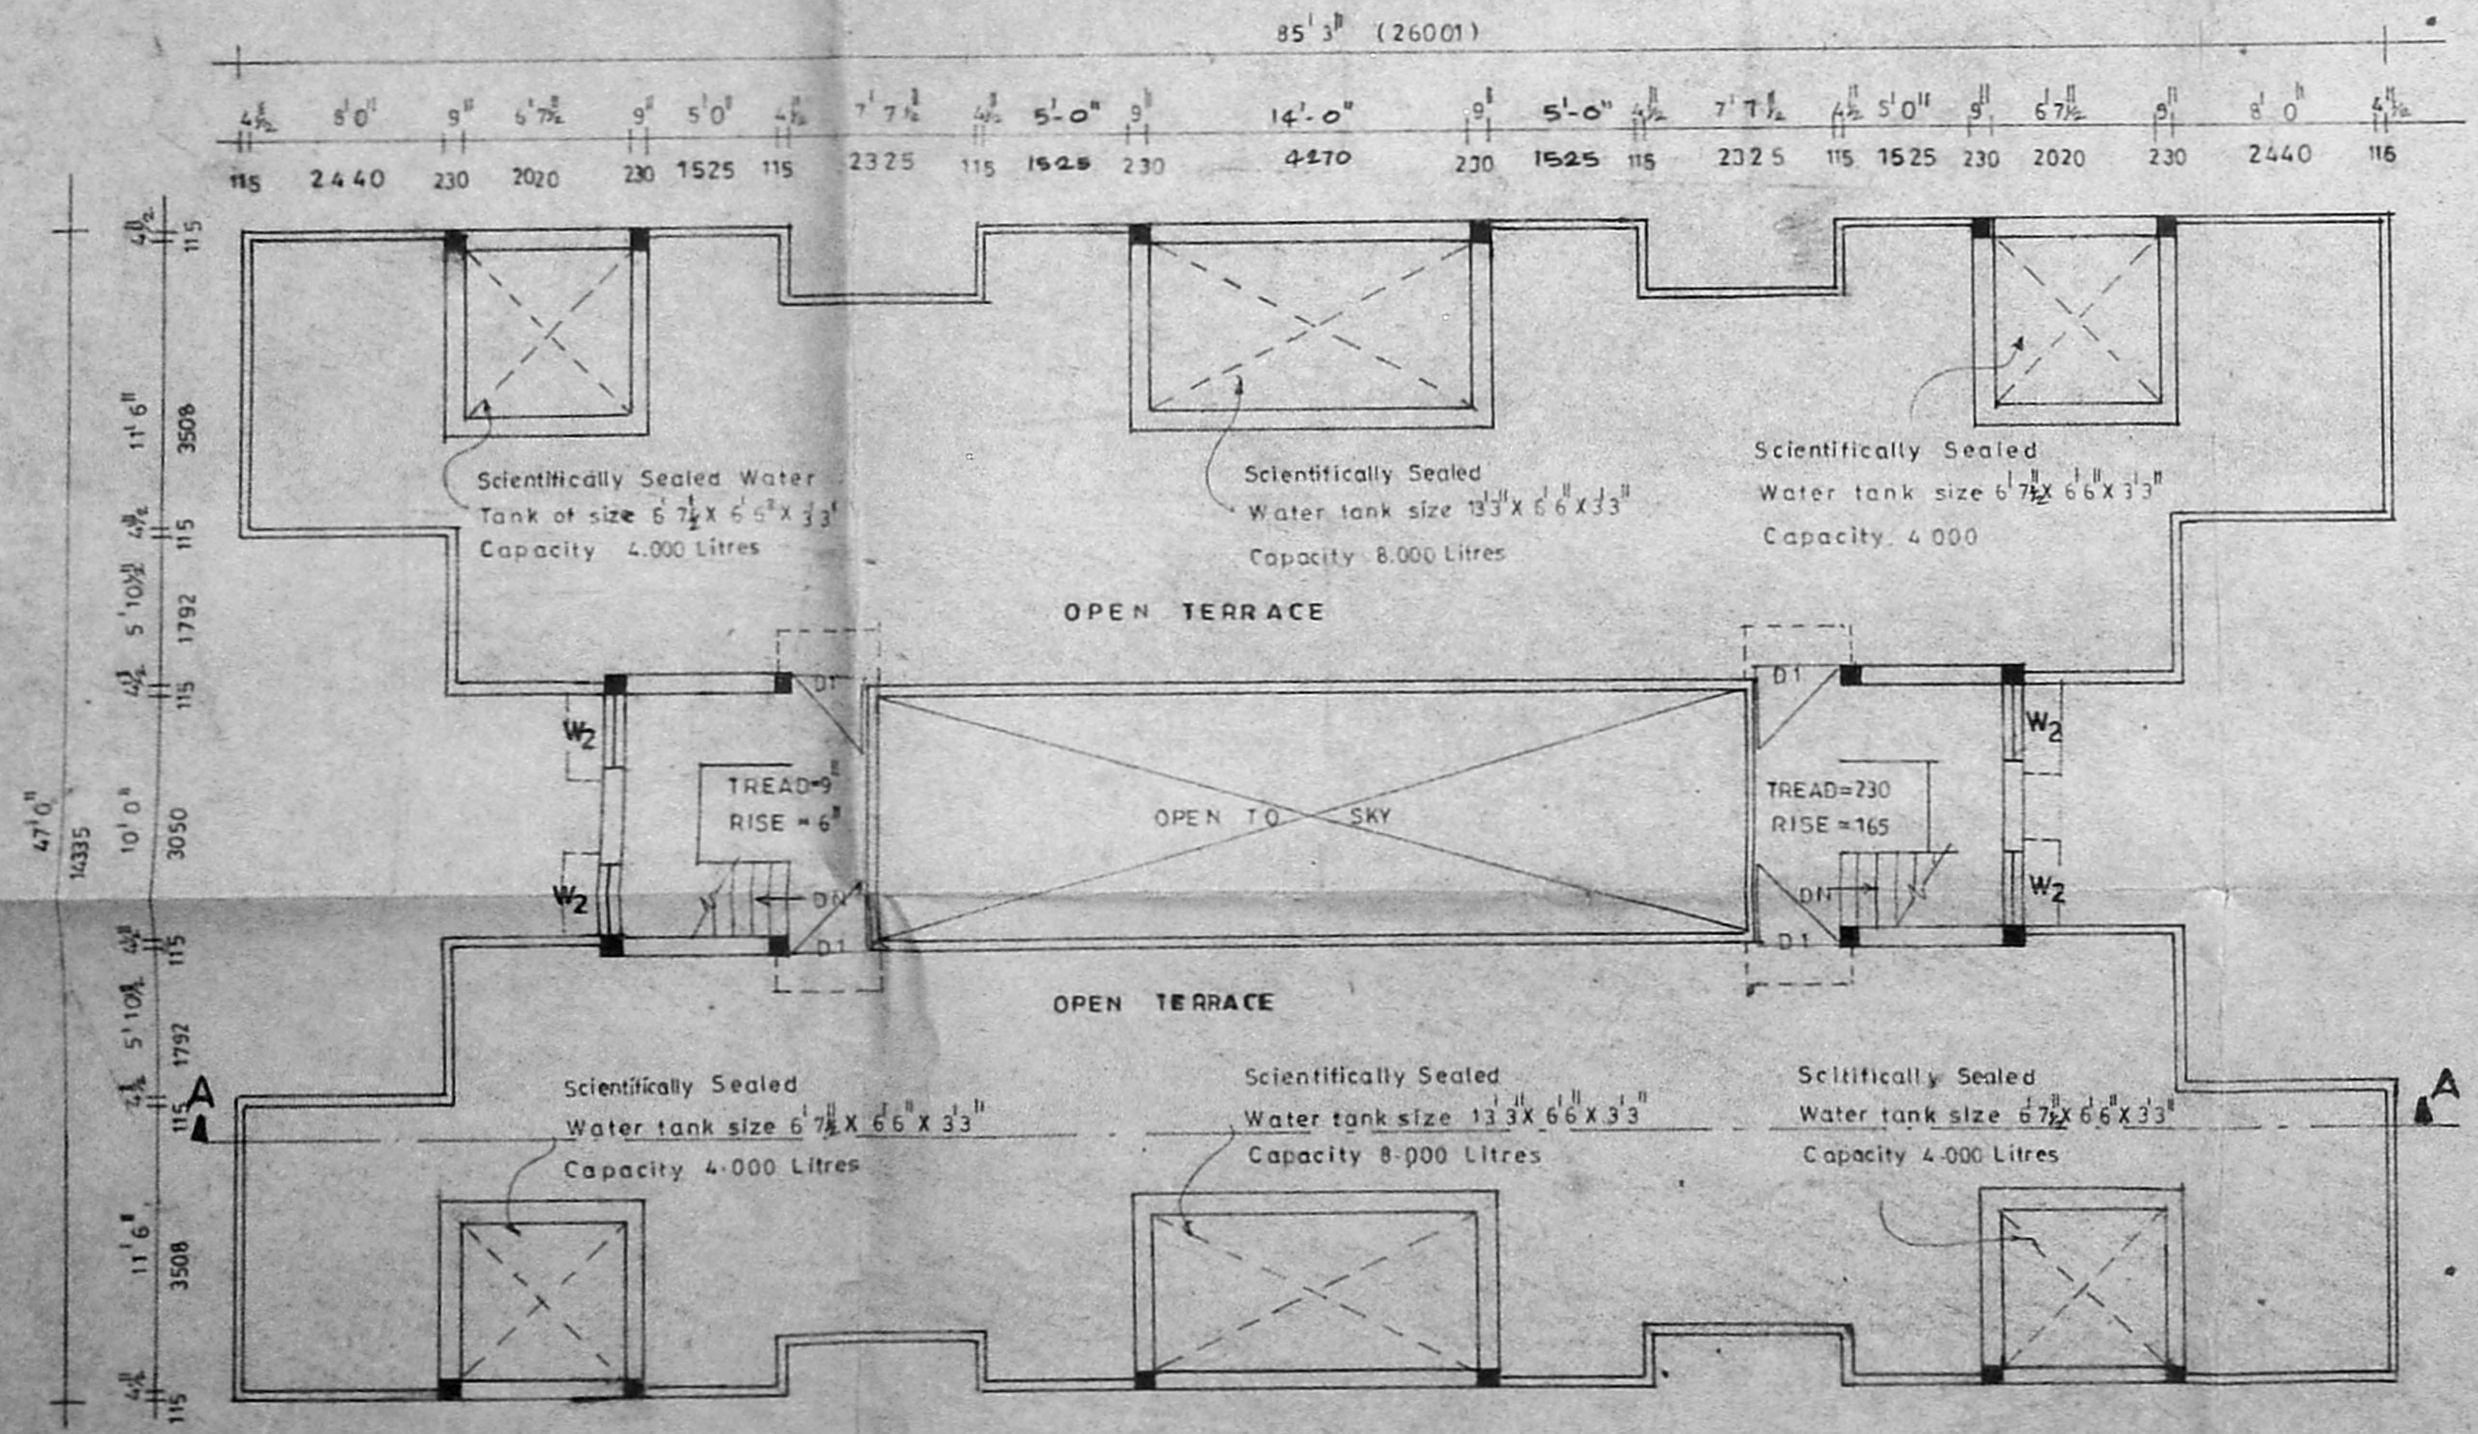 85'3" (26001)
4½" 8'0" 9" 6'7½" 9" 5'0" 4½" 7'7½" 4½" 5'-0" 9" 14'-0" 9" 5'-0" 4½" 7'7½" 4½" 5'0" 9" 6'7½" 9" 8'0" 4½"
115 2440 230 2020 230 1525 115 2325 115 1525 230 4270 230 1525 115 2325 115 1525 230 2020 230 2440 115
4½" 115
11'6" 3508
4½" 115
5'10½" 1792
4½" 115
47'0" 14335
10'0" 3050
4½" 115
5'10½" 1792
4½" 115
11'6" 3508
4½" 115
Scientifically Sealed Water
Tank of size 6'7½" X 6'6" X 3'3"
Capacity 4.000 Litres
Scientifically Sealed
Water tank size 13'3" X 6'6" X 3'3"
Capacity 8.000 Litres
Scientifically Sealed
Water tank size 6'7½" X 6'6" X 3'3"
Capacity 4 000
OPEN TERRACE
D1
D1
W2
W2
TREAD=9"
RISE = 6"
OPEN TO SKY
TREAD=230
RISE =165
W2
DN
DN
W2
D1
D1
OPEN TERRACE
A
A
Scientifically Sealed
Water tank size 6'7½" X 6'6" X 3'3"
Capacity 4.000 Litres
Scientifically Sealed
Water tank size 13'3" X 6'6" X 3'3"
Capacity 8.000 Litres
Scitifically Sealed
Water tank size 6'7½" X 6'6" X 3'3"
Capacity 4.000 Litres